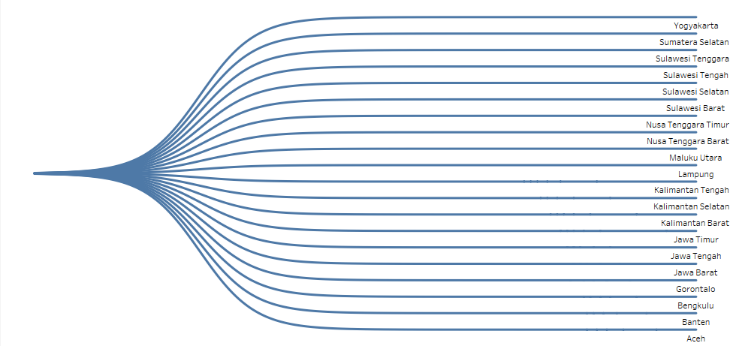 Yogyakarta
Sumatera Selatan
Sulawesi Tenggara
Sulawesi Tengah
Sulawesi Selatan
Sulawesi Barat
Nusa Tenggara Timur
Nusa Tenggara Barat
Maluku Utara
Lampung
Kalimantan Tengah
Kalimantan Selatan
Kalimantan Barat
Jawa Timur
Jawa Tengah
Jawa Barat
Gorontalo
Bengkulu
Banten
Aceh